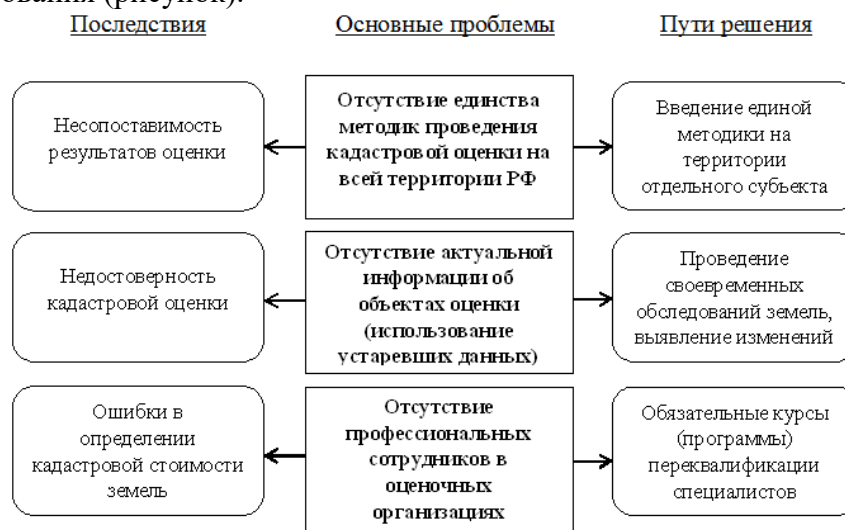 ования (рисунок).
Последствия
Основные проблемы
Пути решения
Несопоставимость
результатов оценки
Отсутствие единства
методик проведения
кадастровой оценки на
всей территории РФ
Введение единой
методики на
территории
отдельного субъекта
Недостоверность
кадастровой оценки
Отсутствие актуальной
информации об
объектах оценки
(использование
устаревших данных)
Проведение
своевременных
обследований земель,
выявление изменений
Ошибки в
определении
кадастровой стоимости
земель
Отсутствие
профессиональных
сотрудников в
оценочных
организациях
Обязательные курсы
(программы)
переквалификации
специалистов